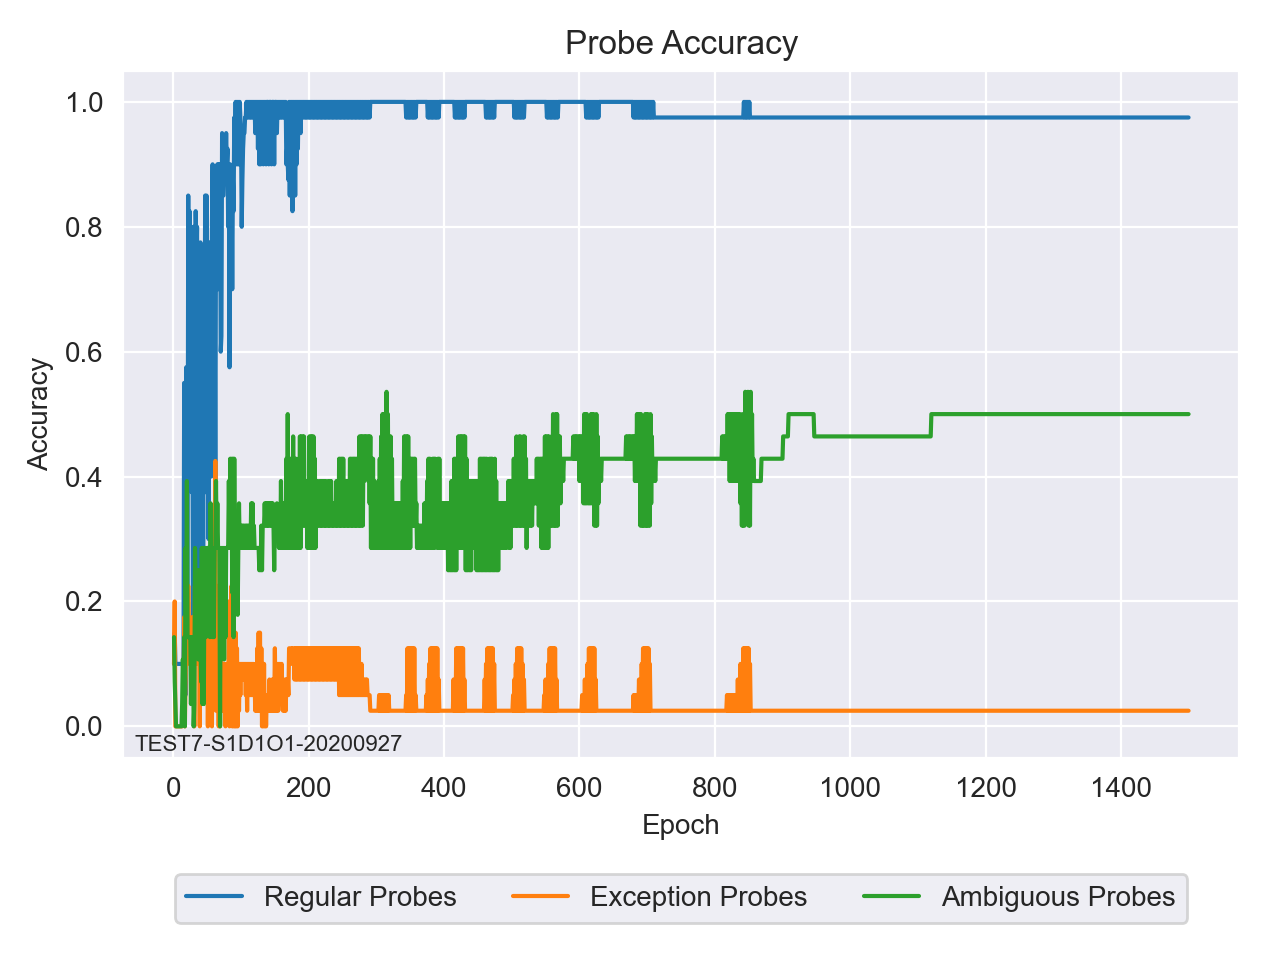 Probe Accuracy
1.0
0.8
0.6
0.4
0.2
0.0
Accuracy
TEST7-S1D1O1-20200927
0 200 400 600 800 1000 1200 1400
Epoch
Regular Probes Exception Probes Ambiguous Probes